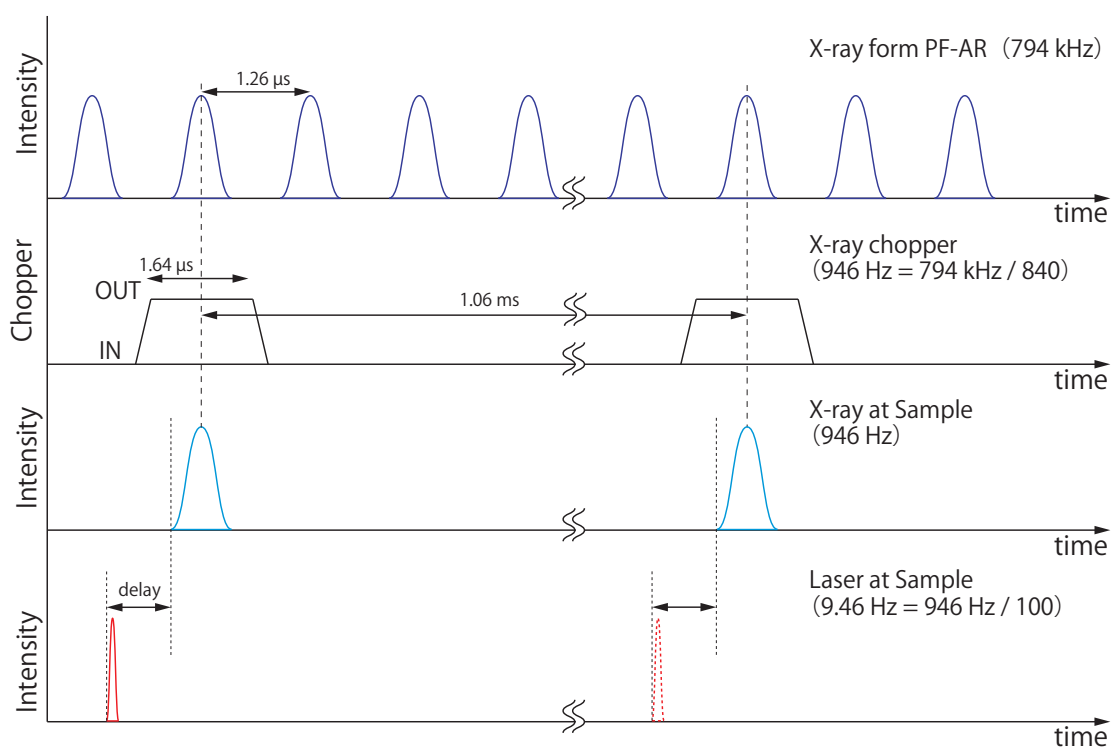 Intensity
X-ray form PF-AR（794 kHz）
1.26 µs
time
Chopper
X-ray chopper
（946 Hz = 794 kHz / 840）
1.64 µs
OUT
1.06 ms
IN
time
Intensity
X-ray at Sample
（946 Hz）
time
Intensity
Laser at Sample
（9.46 Hz = 946 Hz / 100）
delay
time